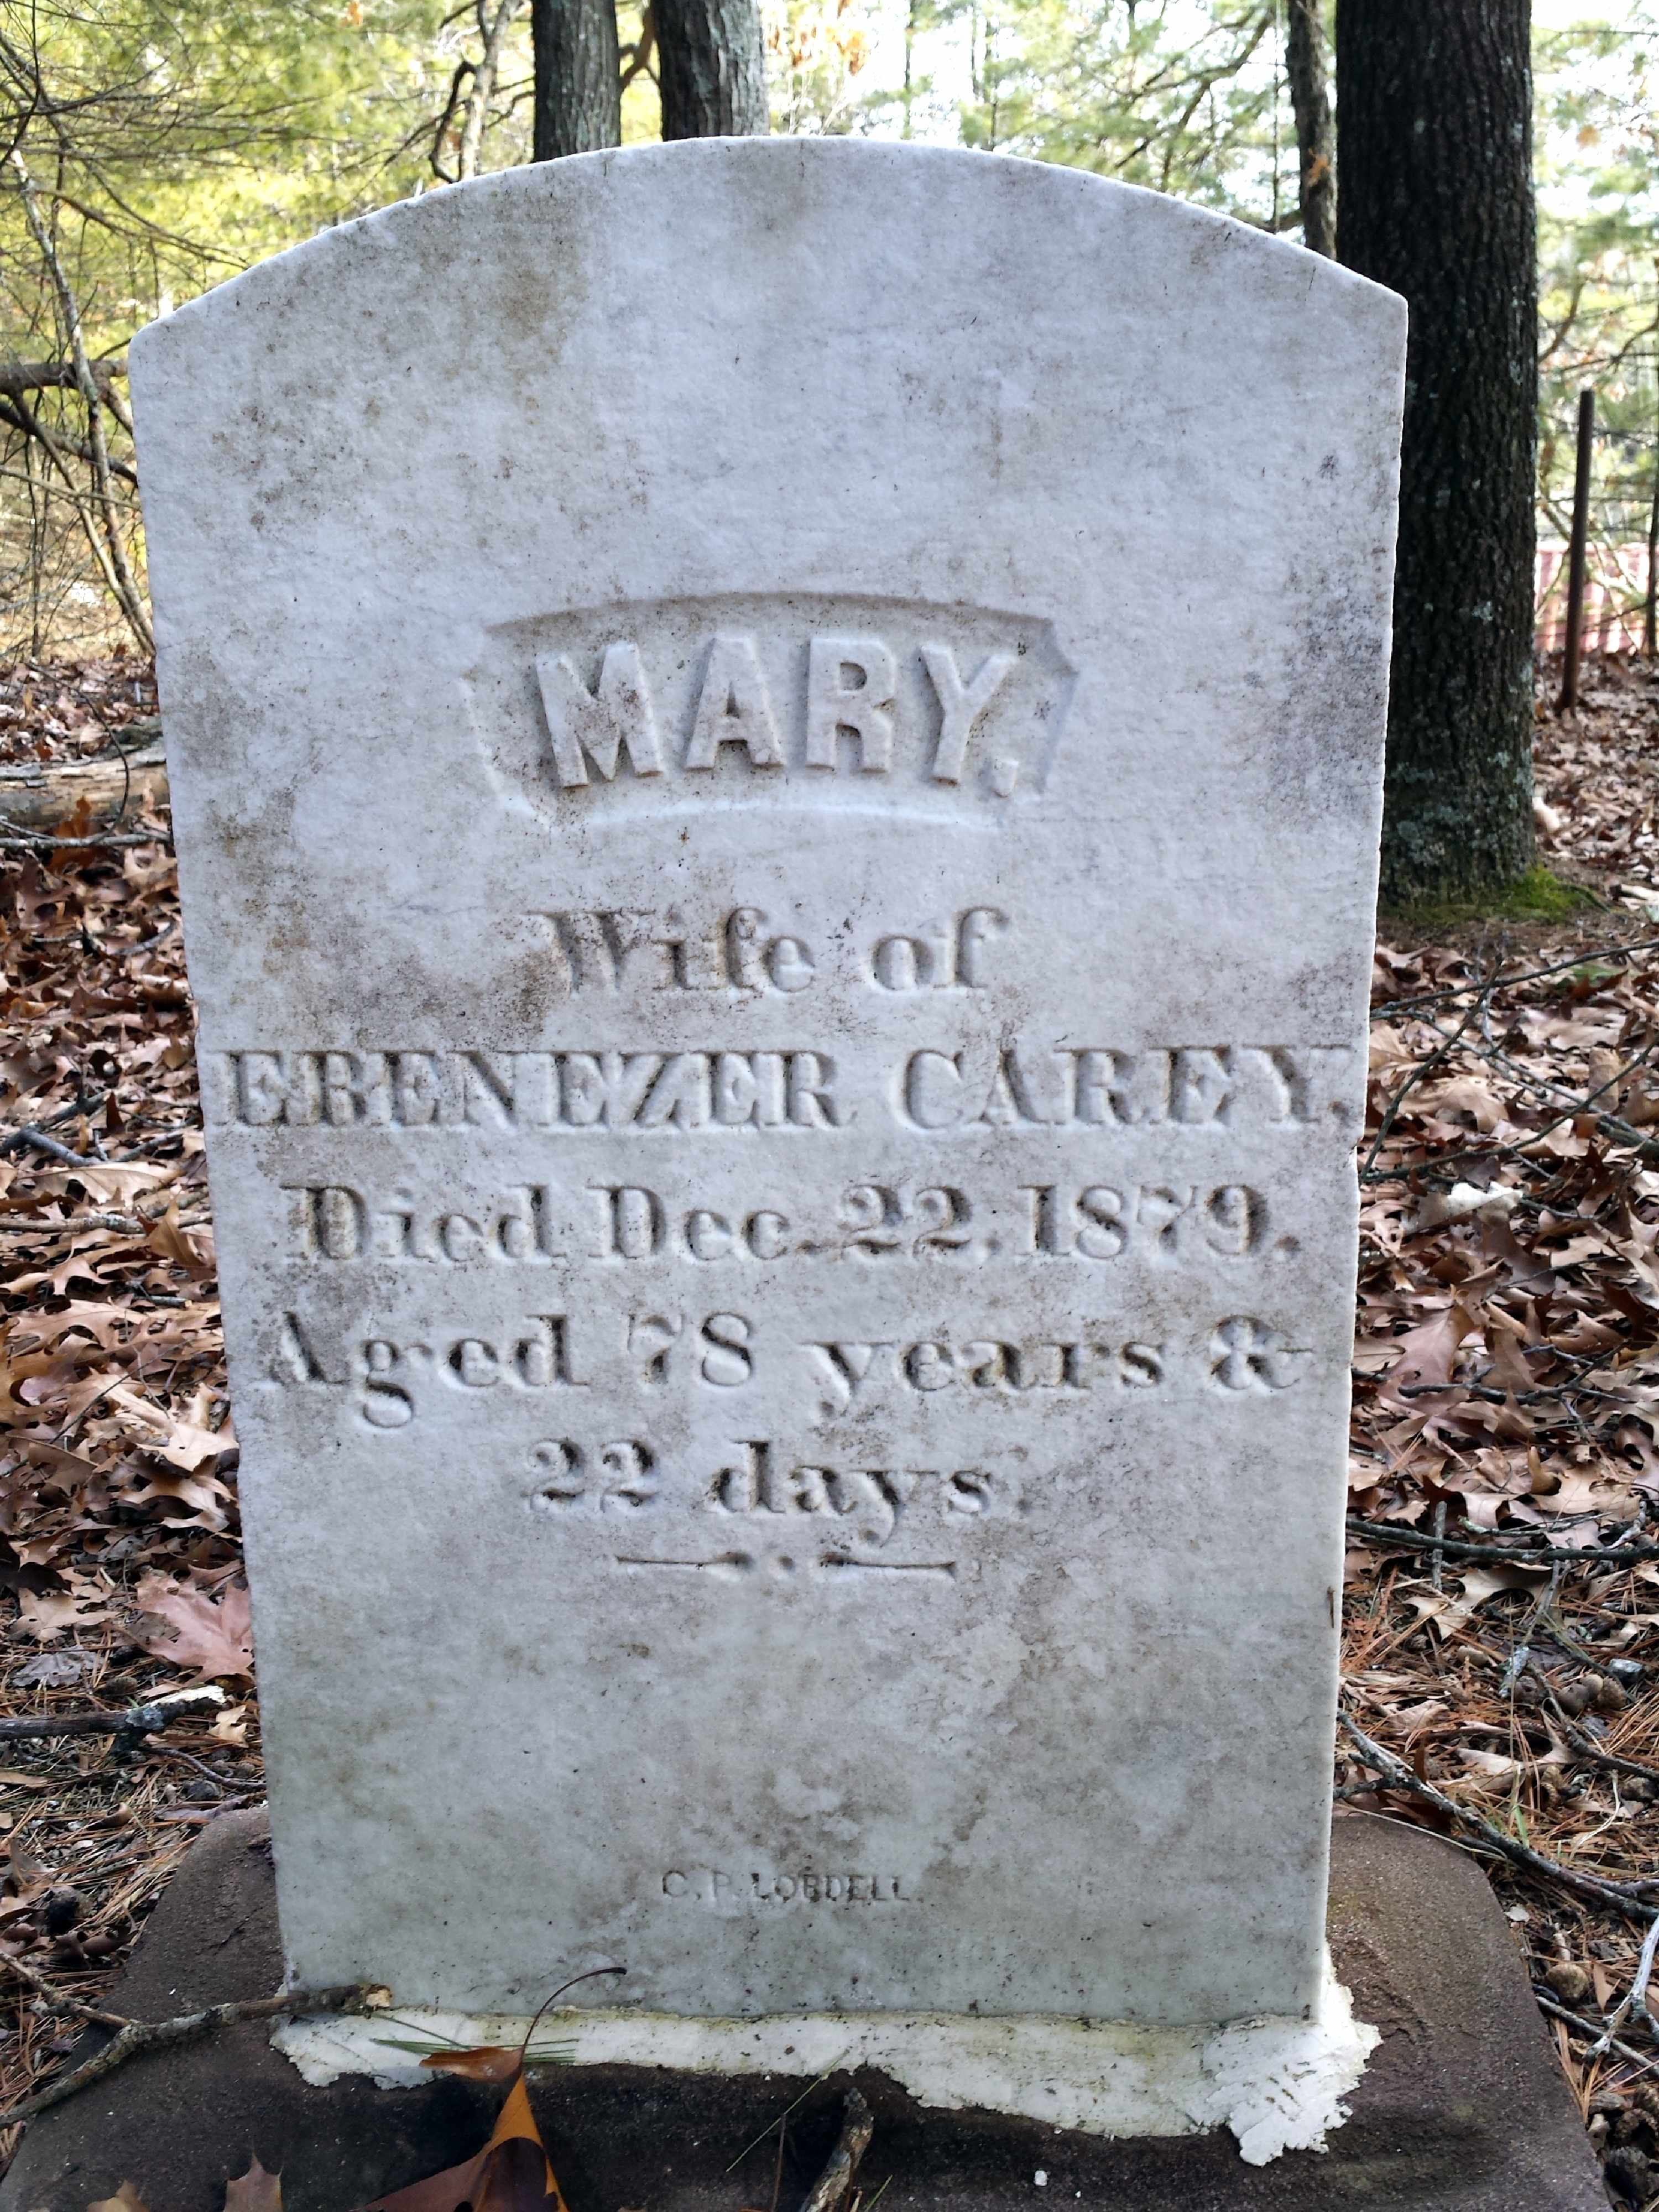 MARY.
Wife of
EBENEZER CAREY.
Died Dec. 22, 1879.
Aged 78 years &
22 days.
C. P. LOBDELL.